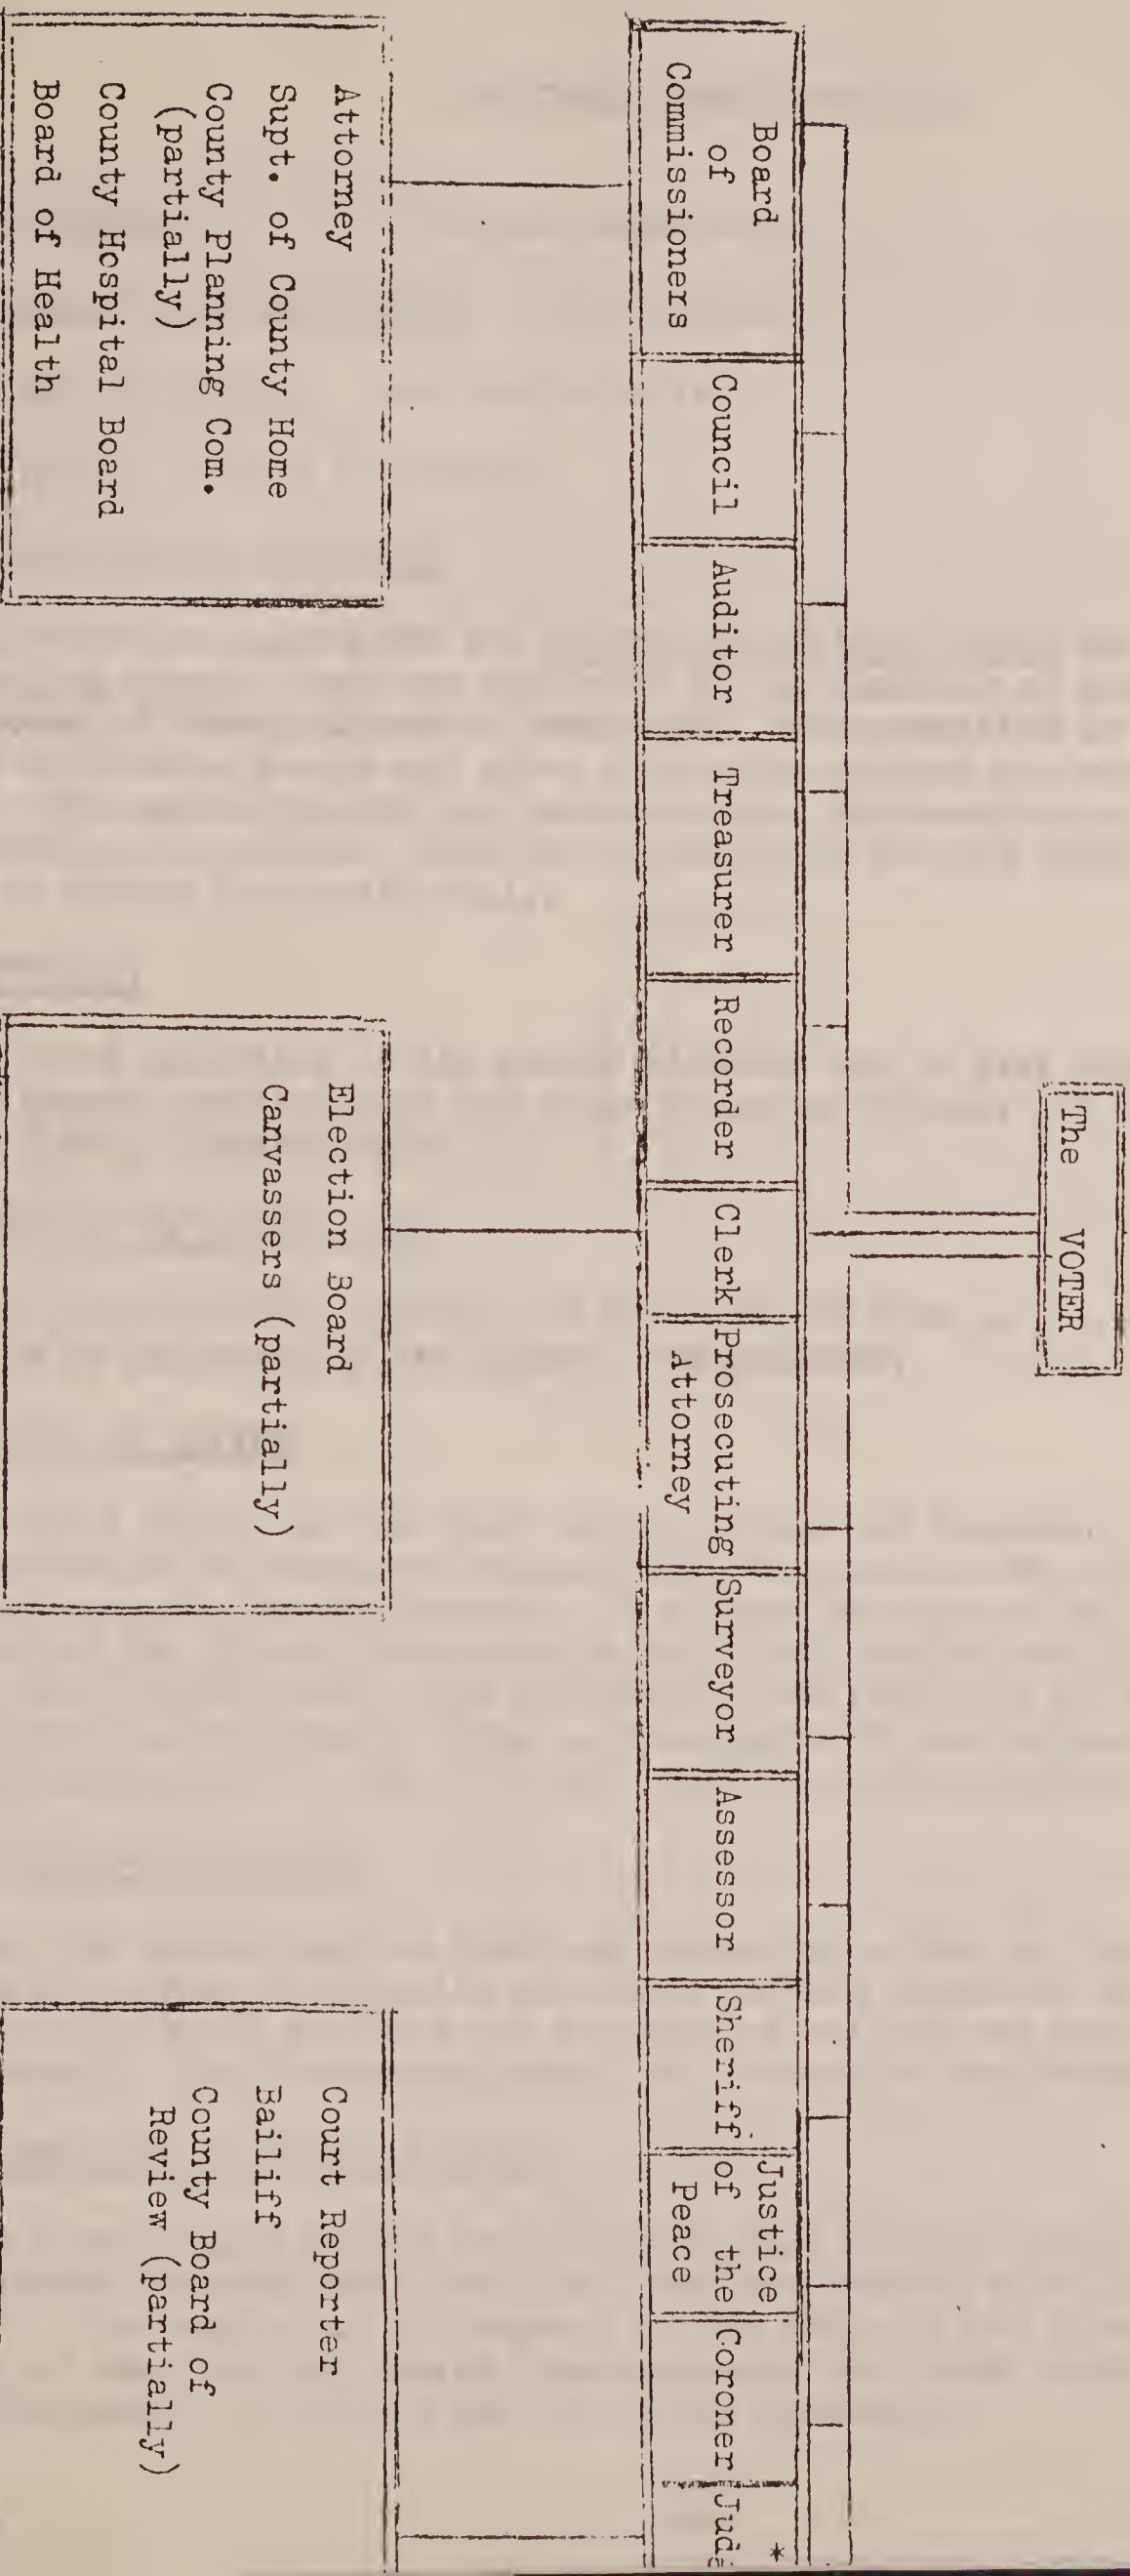 The VOTER
Board
of
Commissioners
Council
Auditor
Treasurer
Recorder
Clerk
Prosecuting
Attorney
Surveyor
Assessor
Sheriff
Justice
of the
Peace
Coroner
*
Jud
Attorney
Supt. of County Home
County Planning Com.
(partially)
County Hospital Board
Board of Health
Election Board
Canvassers (partially)
Court Reporter
Bailiff
County Board of
Review (partially)